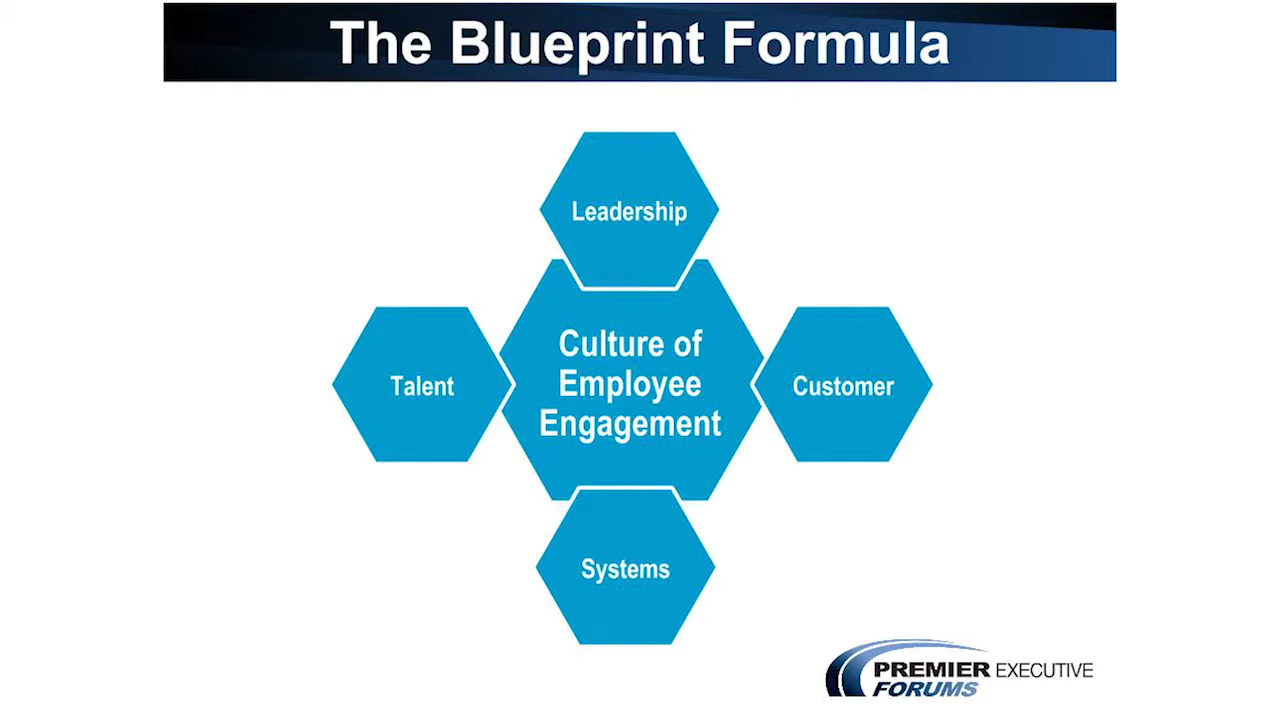 The Blueprint Formula
Leadership
Culture of
Employee
Engagement
Talent
Customer
Systems
PREMIER EXECUTIVE
FORUMS